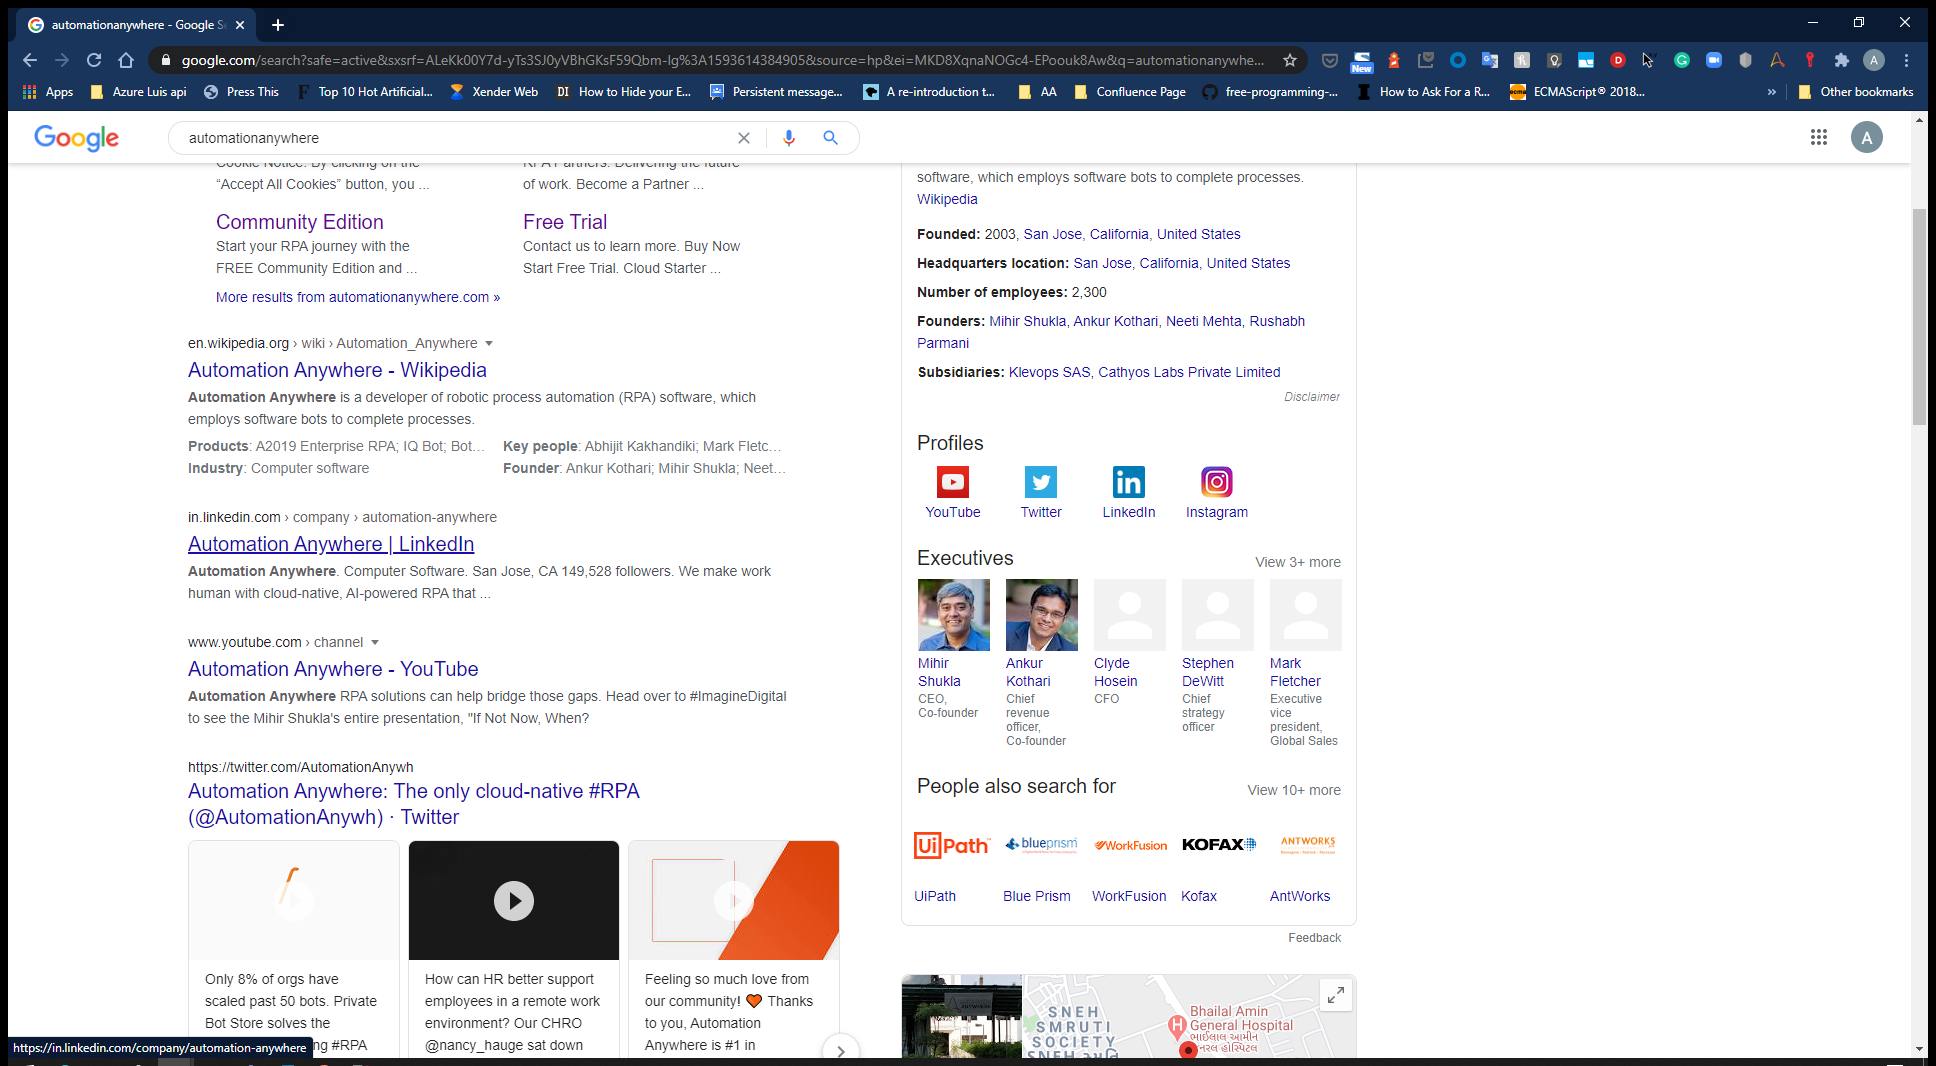 automationanywhere - Google S
google.com/search?safe=active&sxsrf=ALeKk00Y7d-yTs3SJ0yVBhGKsF59Qbm-Ig%3A1593614384905&source=hp&ei=MKD8XqnaNOGc4-EPoouk8Aw&q=automationanywhe...
New
A
Apps
Azure Luis api
Press This
Top 10 Hot Artificial...
Xender Web
DI How to Hide your E...
Persistent message...
A re-introduction t...
AA
Confluence Page
free-programming-...
How to Ask For a R...
ECMAScript® 2018...
»
Other bookmarks
Google
automationanywhere
A
Cookie Notice. By clicking on the
“Accept All Cookies” button, you ...
RPA Partners. Delivering the future
of work. Become a Partner ...
Community Edition
Start your RPA journey with the
FREE Community Edition and ...
Free Trial
Contact us to learn more. Buy Now
Start Free Trial. Cloud Starter ...
More results from automationanywhere.com »
en.wikipedia.org › wiki › Automation_Anywhere
Automation Anywhere - Wikipedia
Automation Anywhere is a developer of robotic process automation (RPA) software, which
employs software bots to complete processes.
Products: A2019 Enterprise RPA; IQ Bot; Bot...
Key people: Abhijit Kakhandiki; Mark Fletc...
Industry: Computer software
Founder: Ankur Kothari; Mihir Shukla; Neet...
in.linkedin.com › company › automation-anywhere
Automation Anywhere | LinkedIn
Automation Anywhere. Computer Software. San Jose, CA 149,528 followers. We make work
human with cloud-native, AI-powered RPA that ...
www.youtube.com › channel
Automation Anywhere - YouTube
Automation Anywhere RPA solutions can help bridge those gaps. Head over to #ImagineDigital
to see the Mihir Shukla's entire presentation, "If Not Now, When?
https://twitter.com/AutomationAnywh
Automation Anywhere: The only cloud-native #RPA
(@AutomationAnywh) · Twitter
Only 8% of orgs have
scaled past 50 bots. Private
Bot Store solves the
ng #RPA
How can HR better support
employees in a remote work
environment? Our CHRO
@nancy_hauge sat down
Feeling so much love from
our community! 🧡 Thanks
to you, Automation
Anywhere is #1 in
https://in.linkedin.com/company/automation-anywhere
software, which employs software bots to complete processes.
Wikipedia
Founded: 2003, San Jose, California, United States
Headquarters location: San Jose, California, United States
Number of employees: 2,300
Founders: Mihir Shukla, Ankur Kothari, Neeti Mehta, Rushabh
Parmani
Subsidiaries: Klevops SAS, Cathyos Labs Private Limited
Disclaimer
Profiles
YouTube
Twitter
LinkedIn
Instagram
Executives
View 3+ more
Mihir
Shukla
CEO,
Co-founder
Ankur
Kothari
Chief
revenue
officer,
Co-founder
Clyde
Hosein
CFO
Stephen
DeWitt
Chief
strategy
officer
Mark
Fletcher
Executive
vice
president,
Global Sales
People also search for
View 10+ more
UiPath
blueprism
WorkFusion
KOFAX
ANTWORKS
UiPath
Blue Prism
WorkFusion
Kofax
AntWorks
Feedback
SNEH
SMRUTI
SOCIETY
Bhailal Amin
General Hospital